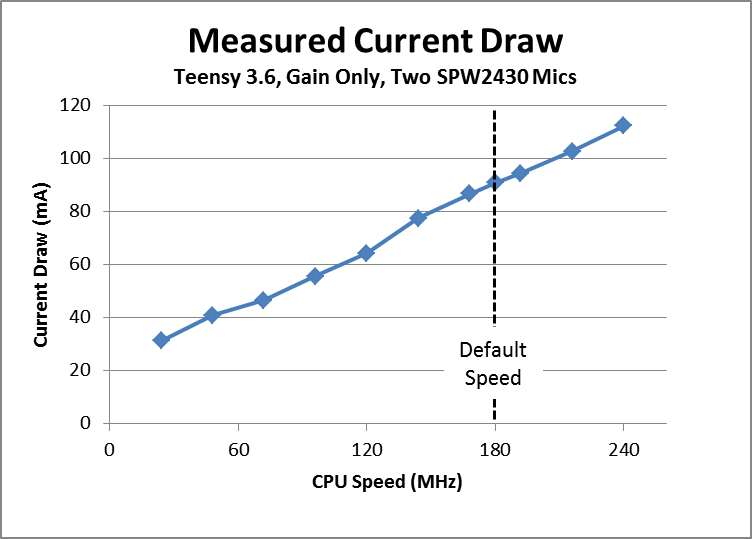 Measured Current Draw
Teensy 3.6, Gain Only, Two SPW2430 Mics
120
100
80
60
40
20
0
Current Draw (mA)
Default
Speed
0 60 120 180 240
CPU Speed (MHz)